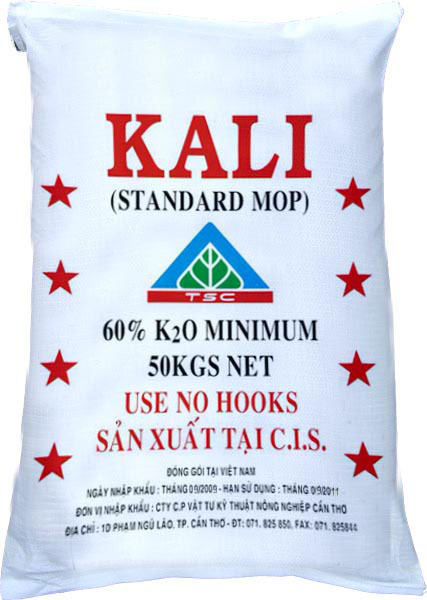 KALI
(STANDARD MOP)
TSC
60% K2O MINIMUM
50KGS NET
USE NO HOOKS
SẢN XUẤT TẠI C.I.S.
ĐÓNG GÓI TẠI VIỆT NAM
NGÀY NHẬP KHẨU : THÁNG 09/2009 - HẠN SỬ DỤNG : THÁNG 09/2011
ĐƠN VỊ NHẬP KHẨU : CTY C.P VẬT TƯ KỸ THUẬT NÔNG NGHIỆP CẦN THƠ
ĐỊA CHỈ : 1D PHẠM NGŨ LÃO, TP. CẦN THƠ - ĐT: 071. 825 850, FAX: 071. 825844